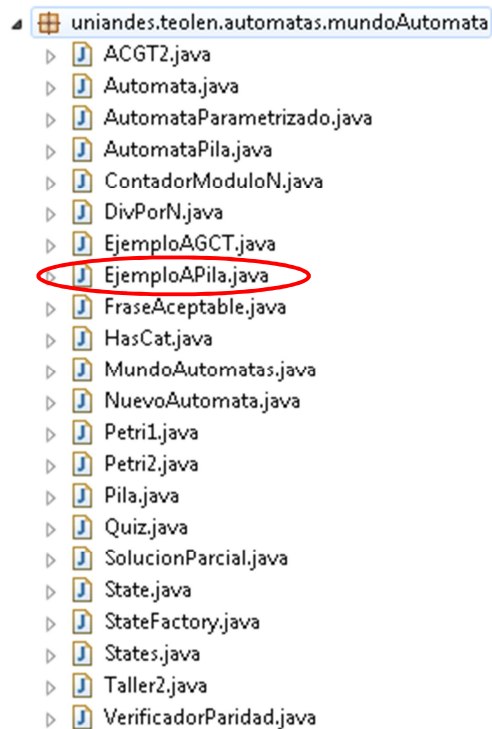 uniandes.teolen.automatas.mundoAutomata
ACGT2.java
Automata.java
AutomataParametrizado.java
AutomataPila.java
ContadorModuloN.java
DivPorN.java
EjemploAGCT.java
EjemploAPila.java
FraseAceptable.java
HasCat.java
MundoAutomatas.java
NuevoAutomata.java
Petri1.java
Petri2.java
Pila.java
Quiz.java
SolucionParcial.java
State.java
StateFactory.java
States.java
Taller2.java
VerificadorParidad.java